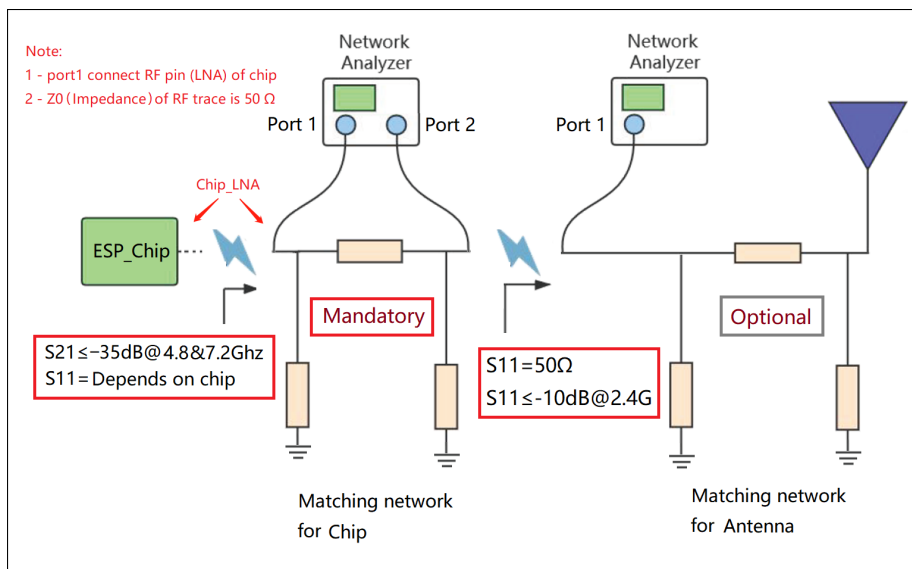 Note:
1 - port1 connect RF pin (LNA) of chip
2 - Z0(Impedance) of RF trace is 50 Ω
Network
Analyzer
Port 1
Port 2
Network
Analyzer
Port 1
Chip_LNA
ESP_Chip
Mandatory
Optional
S21≤-35dB@4.8&7.2Ghz
S11=Depends on chip
S11=50Ω
S11≤-10dB@2.4G
Matching network
for Chip
Matching network
for Antenna